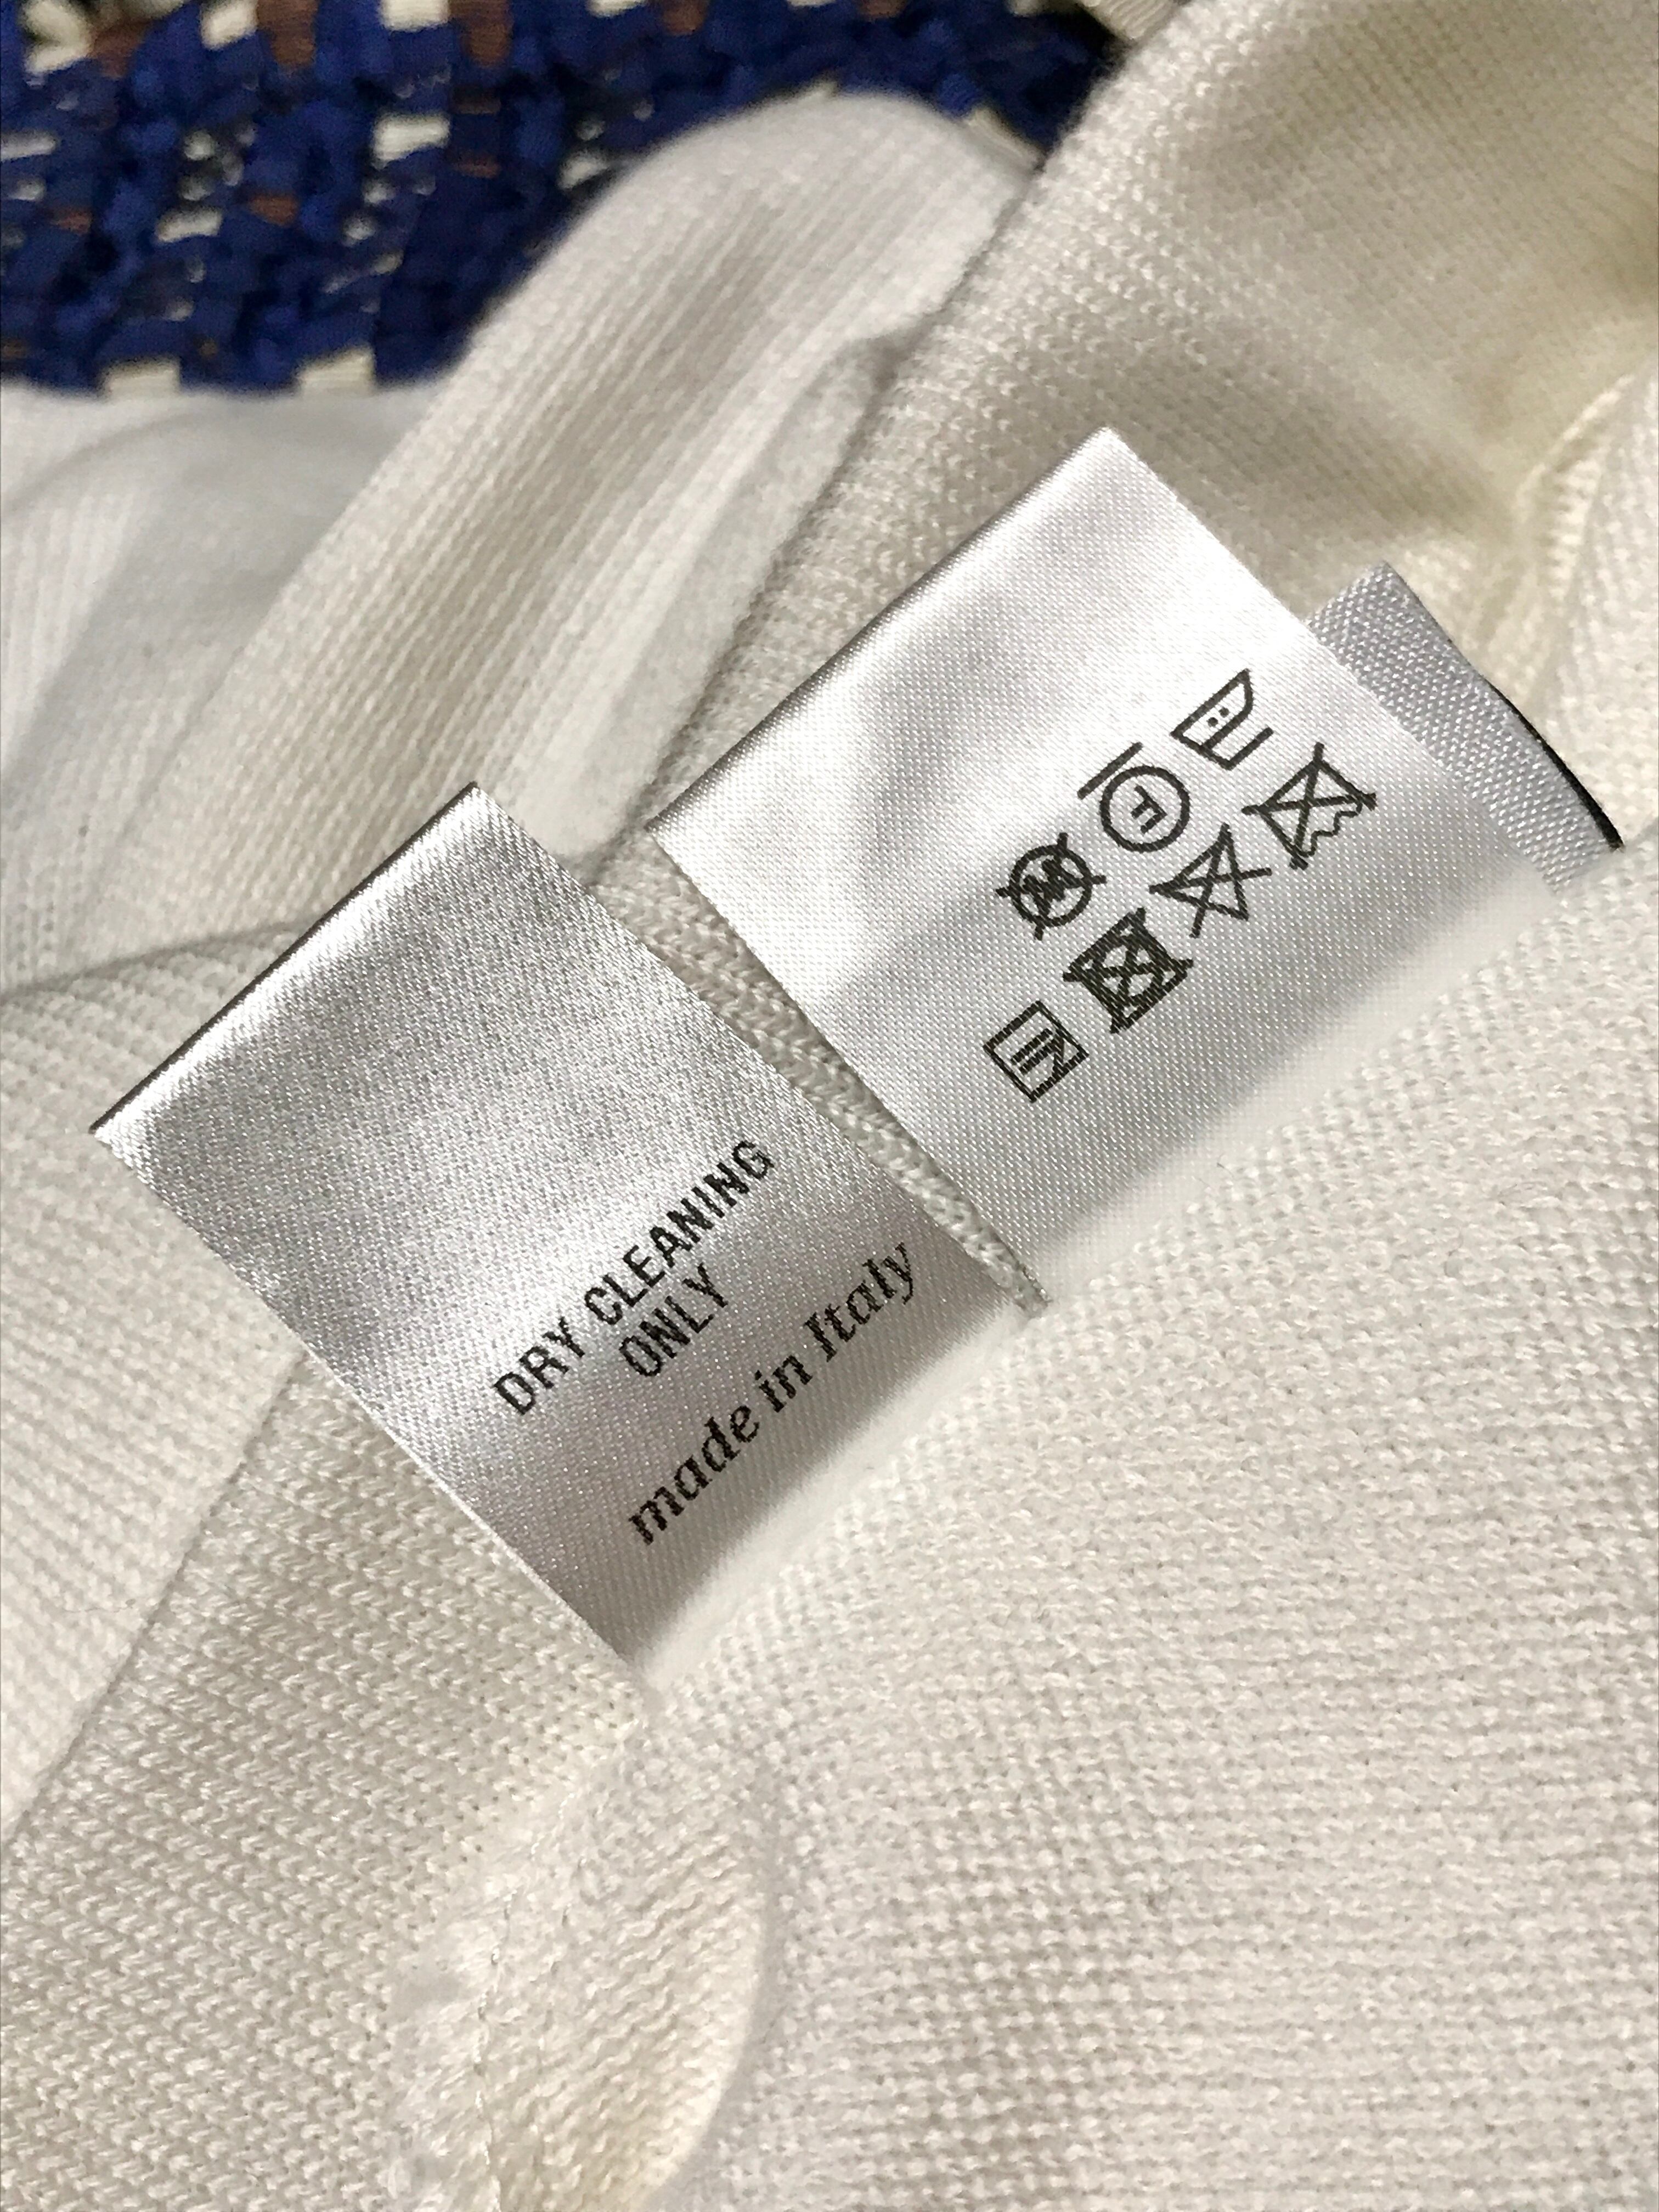 DRY CLEANING
ONLY
made in Italy
F
W